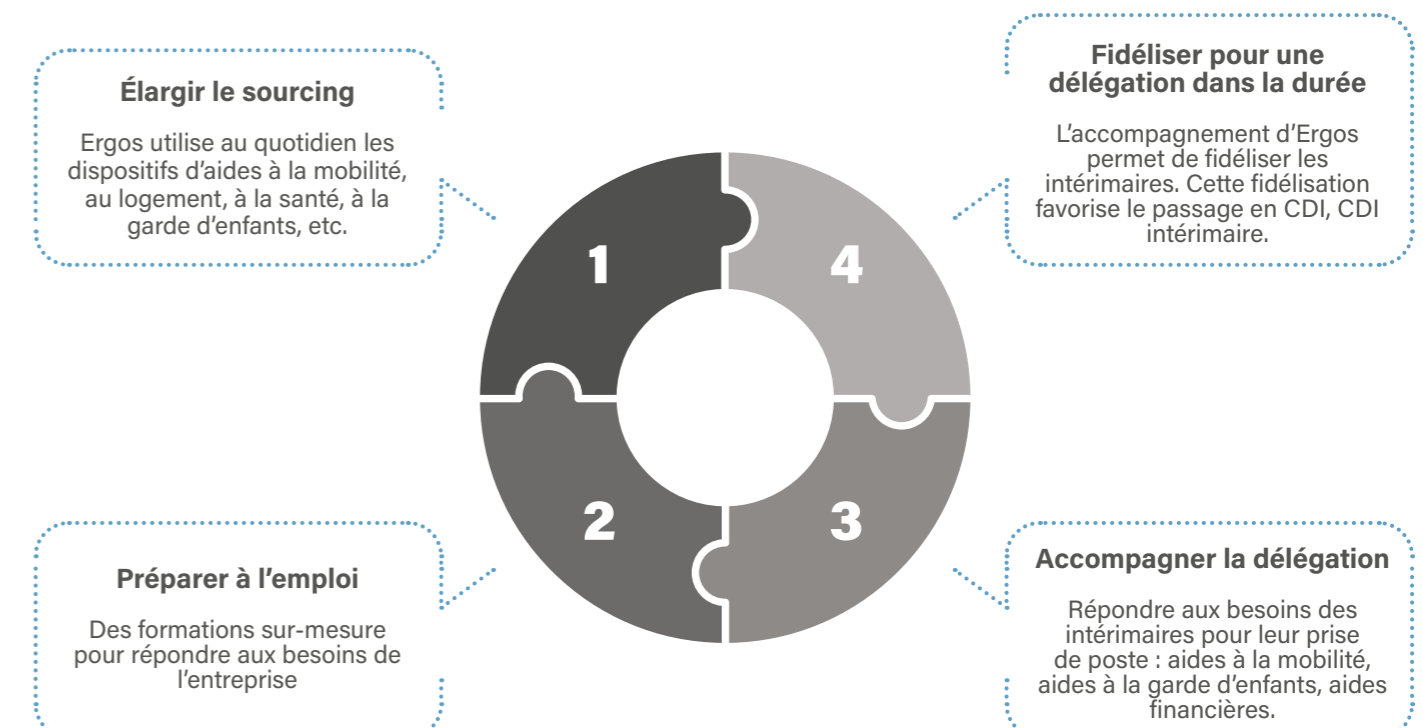 Élargir le sourcing
Ergos utilise au quotidien les
dispositifs d’aides à la mobilité,
au logement, à la santé, à la
garde d’enfants, etc.
Fidéliser pour une
délégation dans la durée
L’accompagnement d’Ergos
permet de fidéliser les
intérimaires. Cette fidélisation
favorise le passage en CDI, CDI
intérimaire.
1
4
2
3
Préparer à l’emploi
Des formations sur-mesure
pour répondre aux besoins de
l’entreprise
Accompagner la délégation
Répondre aux besoins des
intérimaires pour leur prise
de poste : aides à la mobilité,
aides à la garde d’enfants, aides
financières.